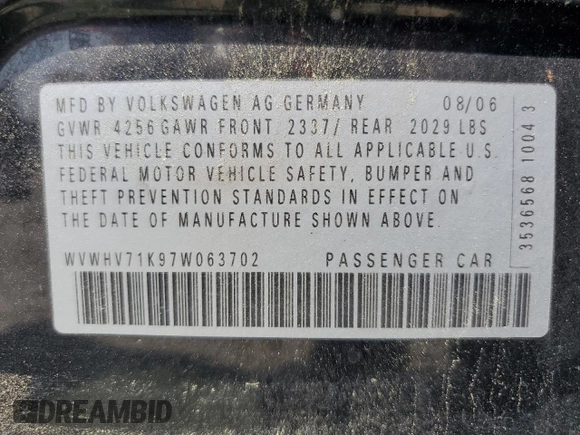 MFD BY VOLKSWAGEN AG GERMANY 08/06
GVWR 4256 GAWR FRONT 2337/ REAR 2029 LBS
THIS VEHICLE CONFORMS TO ALL APPLICABLE U.S.
FEDERAL MOTOR VEHICLE SAFETY, BUMPER AND
THEFT PREVENTION STANDARDS IN EFFECT ON
THE DATE OF MANUFACTURE SHOWN ABOVE.
WVWHV71K97W063702 PASSENGER CAR
3536568 1004 3
DREAMBID